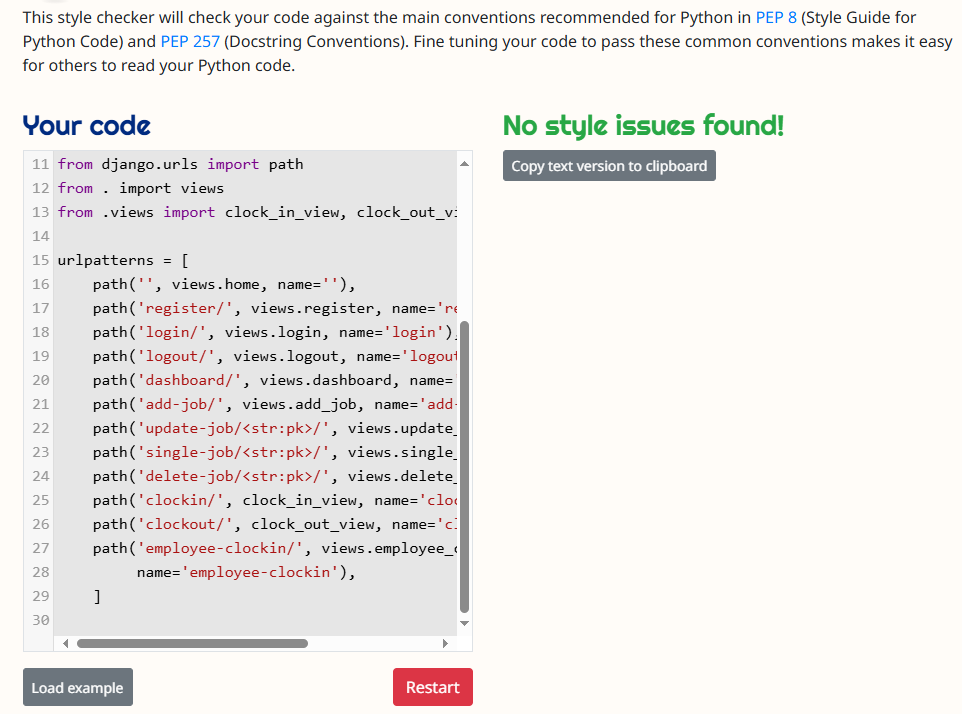 This style checker will check your code against the main conventions recommended for Python in PEP 8 (Style Guide for
Python Code) and PEP 257 (Docstring Conventions). Fine tuning your code to pass these common conventions makes it easy
for others to read your Python code.
Your code
No style issues found!
Copy text version to clipboard
11 from django.urls import path
12 from . import views
13 from .views import clock_in_view, clock_out_vi
14
15 urlpatterns = [
16     path('', views.home, name=''),
17     path('register/', views.register, name='re
18     path('login/', views.login, name='login'),
19     path('logout/', views.logout, name='logout
20     path('dashboard/', views.dashboard, name='
21     path('add-job/', views.add_job, name='add-
22     path('update-job/<str:pk>/', views.update_
23     path('single-job/<str:pk>/', views.single_
24     path('delete-job/<str:pk>/', views.delete_
25     path('clockin/', clock_in_view, name='cloc
26     path('clockout/', clock_out_view, name='cl
27     path('employee-clockin/', views.employee_c
28          name='employee-clockin'),
29     ]
30
Load example
Restart